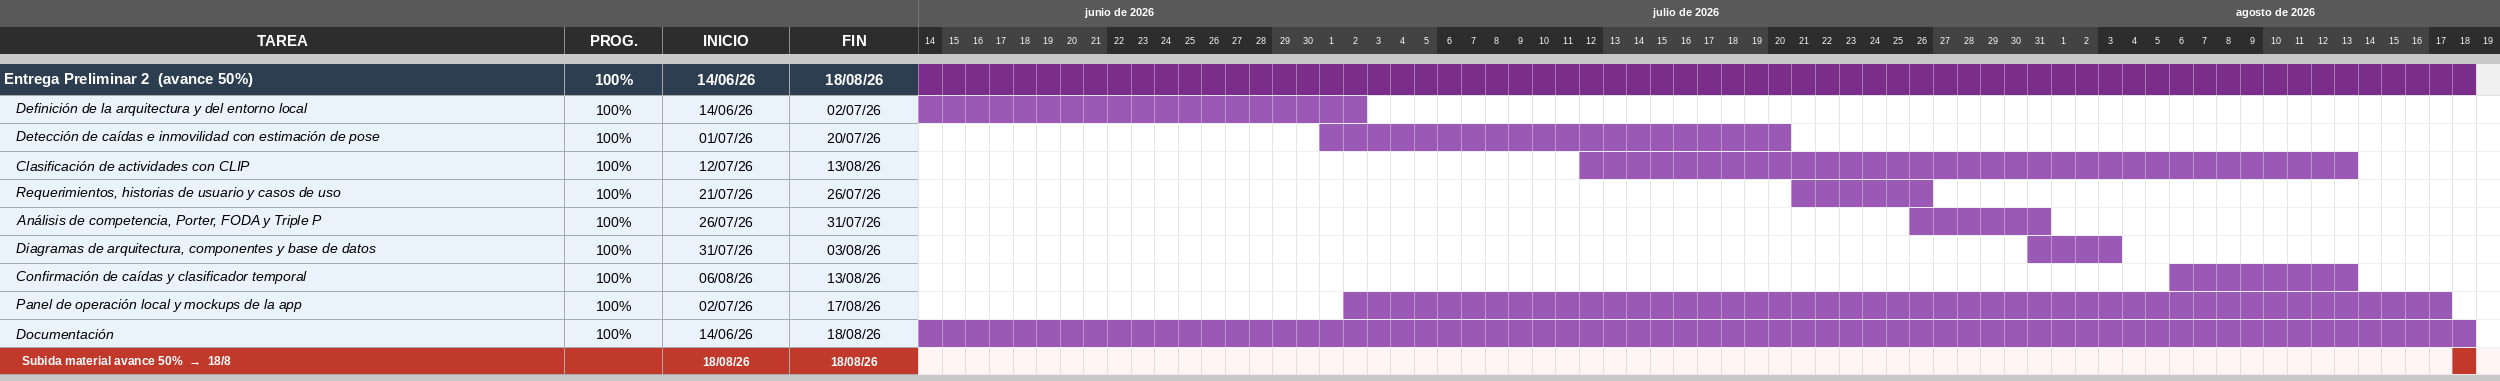 junio de 2026 julio de 2026 agosto de 2026
TAREA PROG. INICIO FIN 14 15 16 17 18 19 20 21 22 23 24 25 26 27 28 29 30 1 2 3 4 5 6 7 8 9 10 11 12 13 14 15 16 17 18 19 20 21 22 23 24 25 26 27 28 29 30 31 1 2 3 4 5 6 7 8 9 10 11 12 13 14 15 16 17 18 19
Entrega Preliminar 2 (avance 50%) 100% 14/06/26 18/08/26
Definición de la arquitectura y del entorno local 100% 14/06/26 02/07/26
Detección de caídas e inmovilidad con estimación de pose 100% 01/07/26 20/07/26
Clasificación de actividades con CLIP 100% 12/07/26 13/08/26
Requerimientos, historias de usuario y casos de uso 100% 21/07/26 26/07/26
Análisis de competencia, Porter, FODA y Triple P 100% 26/07/26 31/07/26
Diagramas de arquitectura, componentes y base de datos 100% 31/07/26 03/08/26
Confirmación de caídas y clasificador temporal 100% 06/08/26 13/08/26
Panel de operación local y mockups de la app 100% 02/07/26 17/08/26
Documentación 100% 14/06/26 18/08/26
Subida material avance 50% → 18/8 18/08/26 18/08/26